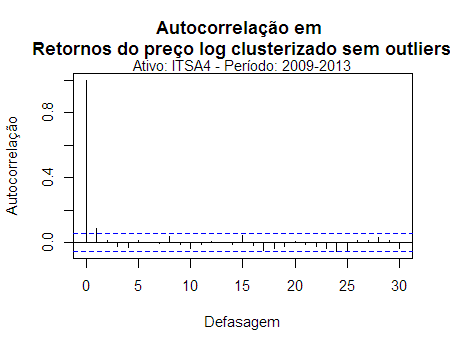 Autocorrelação em
Retornos do preço log clusterizado sem outliers
Ativo: ITSA4 - Período: 2009-2013
Autocorrelação
0.8
0.4
0.0
0 5 10 15 20 25 30
Defasagem